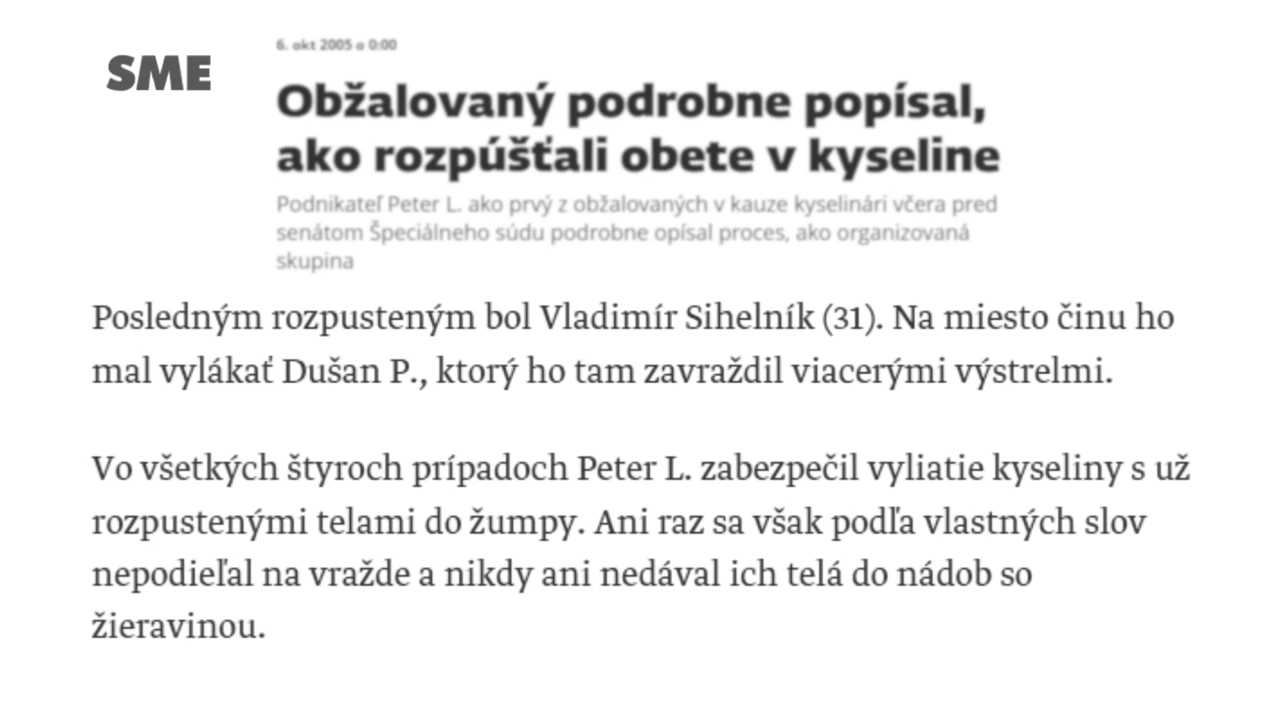 6. okt 2005 o 0:00
SME
Obžalovaný podrobne popísal,
ako rozpúšťali obete v kyseline
Podnikateľ Peter L. ako prvý z obžalovaných v kauze kyselinári včera pred
senátom Špeciálneho súdu podrobne opísal proces, ako organizovaná
skupina
Posledným rozpusteným bol Vladimír Sihelník (31). Na miesto činu ho
mal vylákať Dušan P., ktorý ho tam zavraždil viacerými výstrelmi.
Vo všetkých štyroch prípadoch Peter L. zabezpečil vyliatie kyseliny s už
rozpustenými telami do žumpy. Ani raz sa však podľa vlastných slov
nepodieľal na vražde a nikdy ani nedával ich telá do nádob so
žieravinou.